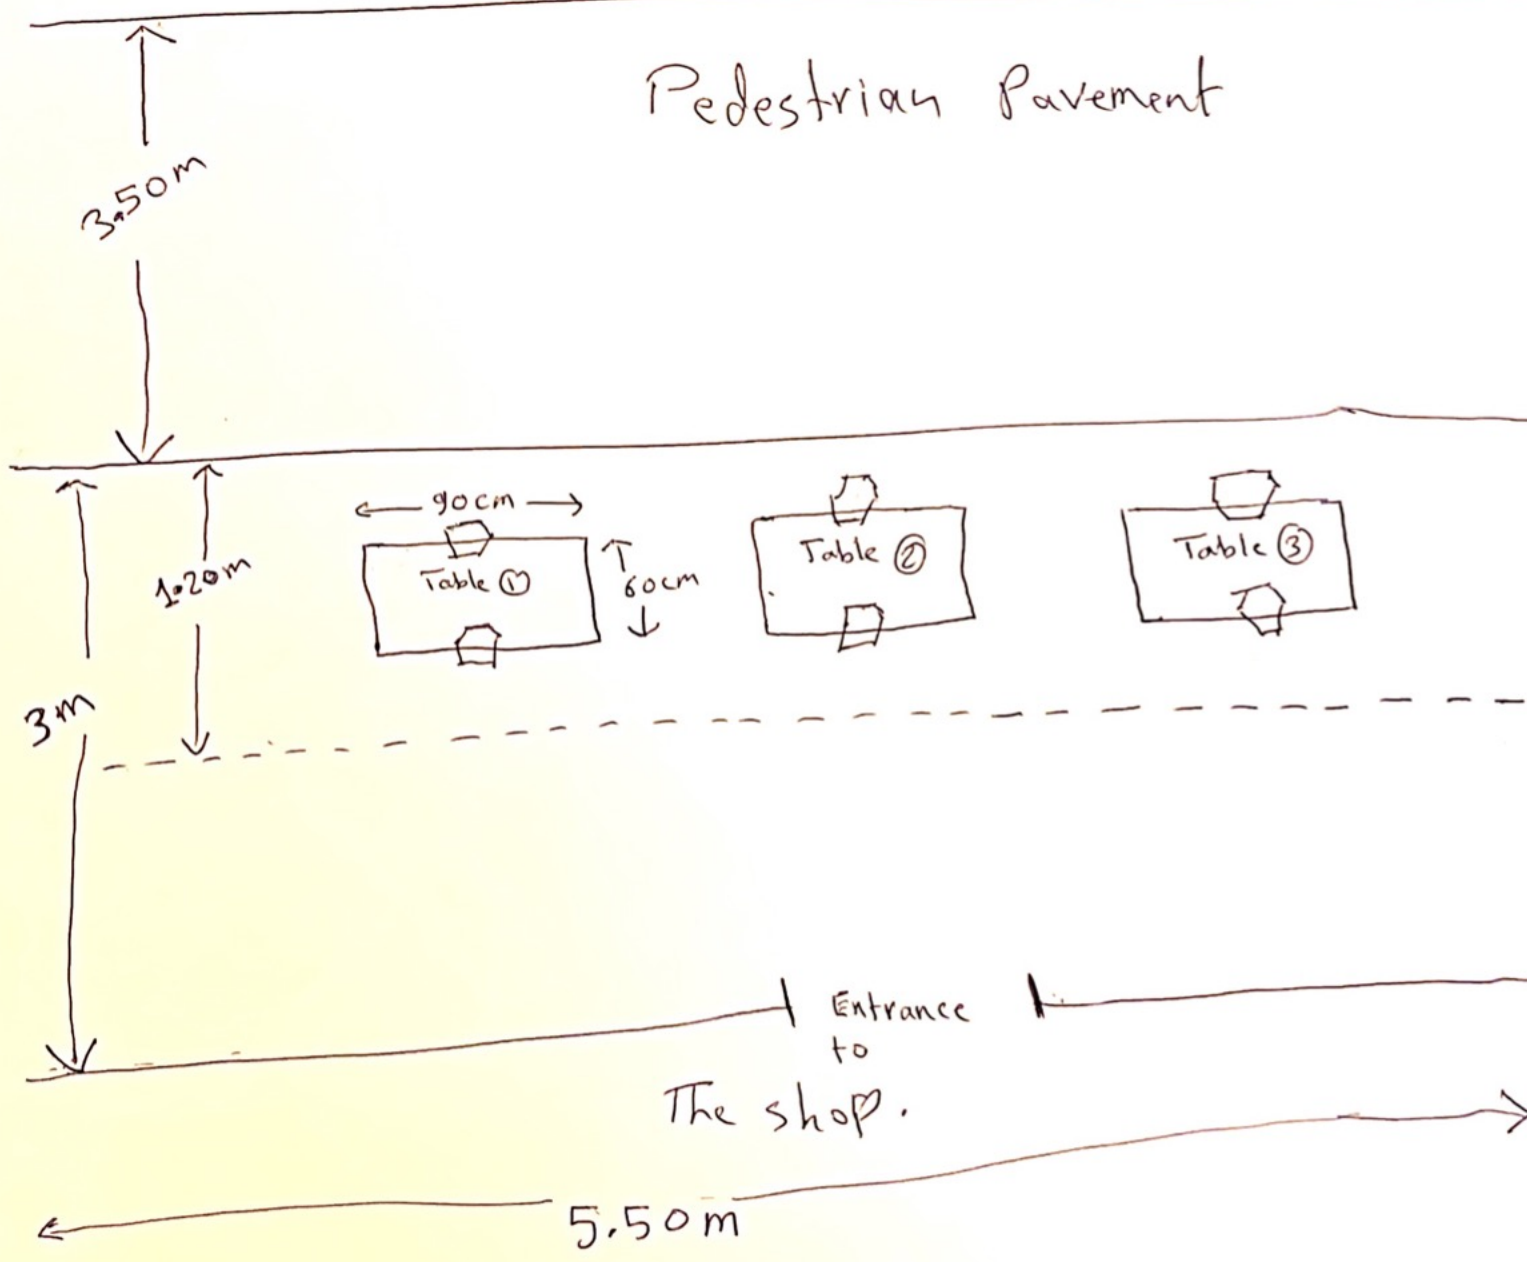 Pedestrian Pavement
3.50m
90cm
Table ①
60cm
Table ②
Table ③
1.20m
3m
Entrance
to
The shop.
5.50m